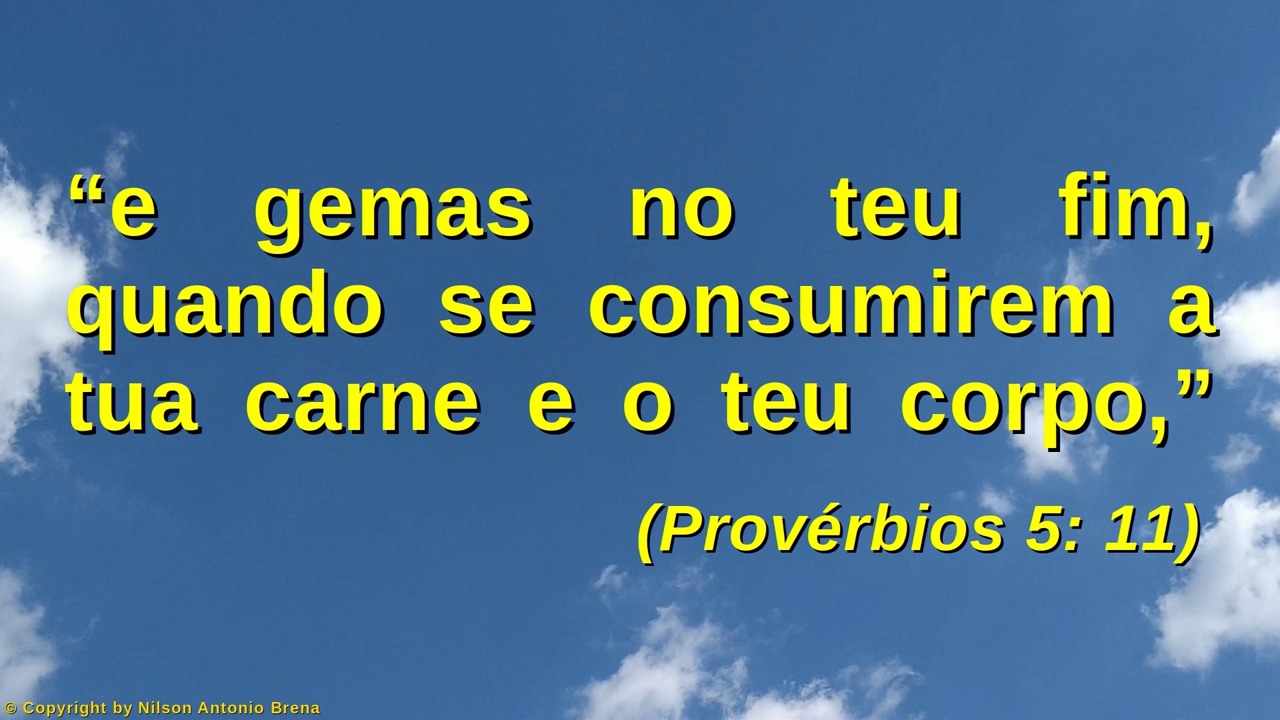 “e gemas no teu fim,
quando se consumirem a
tua carne e o teu corpo,”
(Provérbios 5: 11)
© Copyright by Nilson Antonio Brena